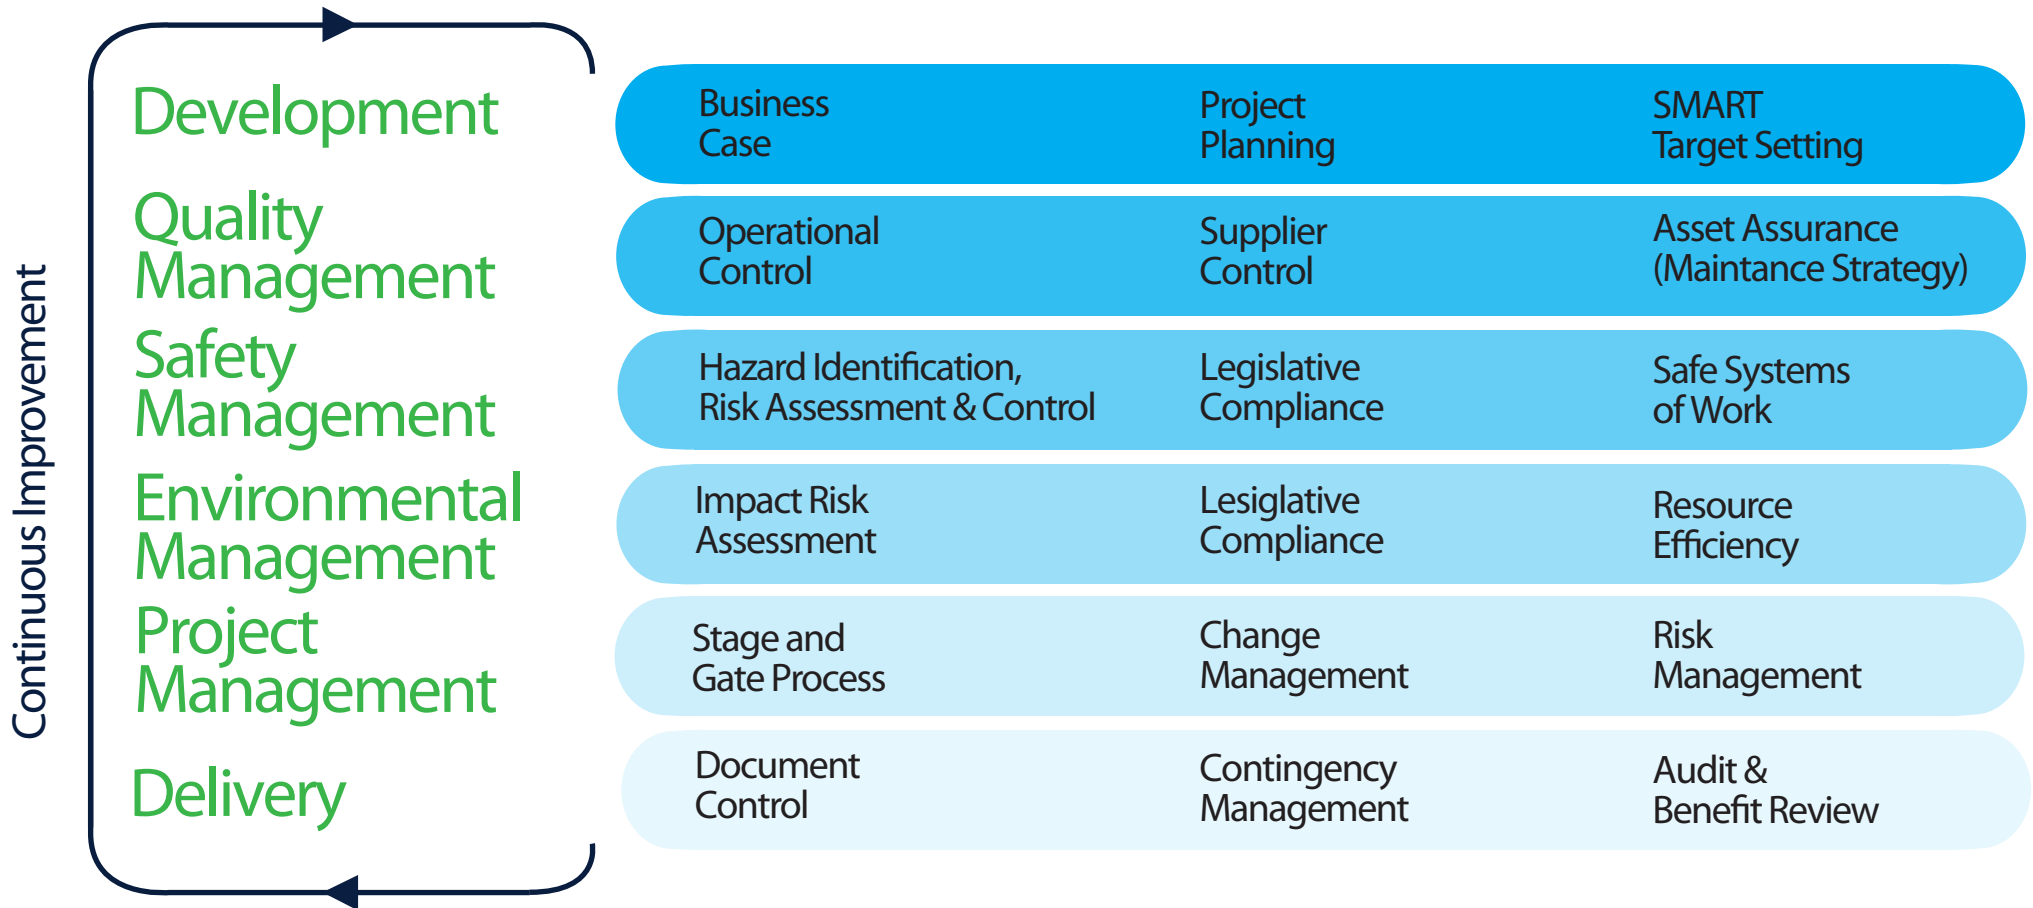 Continuous Improvement
Development
Business
Case
Project
Planning
SMART
Target Setting
Quality
Management
Operational
Control
Supplier
Control
Asset Assurance
(Maintance Strategy)
Safety
Management
Hazard Identification,
Risk Assessment & Control
Legislative
Compliance
Safe Systems
of Work
Environmental
Management
Impact Risk
Assessment
Lesiglative
Compliance
Resource
Efficiency
Project
Management
Stage and
Gate Process
Change
Management
Risk
Management
Delivery
Document
Control
Contingency
Management
Audit &
Benefit Review